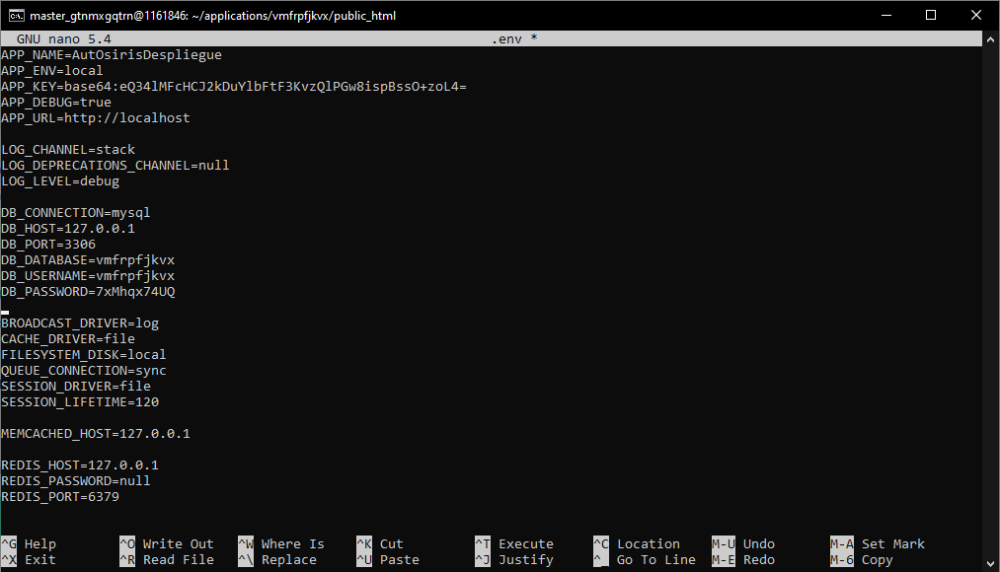 master_gtnmxgqtrn@1161846: ~/applications/vmfrpfjkvx/public_html
GNU nano 5.4 .env *
APP_NAME=AutOsirisDespliegue
APP_ENV=local
APP_KEY=base64:eQ34lMFcHCJ2kDuYlbFtF3KvzQlPGw8ispBssO+zoL4=
APP_DEBUG=true
APP_URL=http://localhost
LOG_CHANNEL=stack
LOG_DEPRECATIONS_CHANNEL=null
LOG_LEVEL=debug
DB_CONNECTION=mysql
DB_HOST=127.0.0.1
DB_PORT=3306
DB_DATABASE=vmfrpfjkvx
DB_USERNAME=vmfrpfjkvx
DB_PASSWORD=7xMhqx74UQ
BROADCAST_DRIVER=log
CACHE_DRIVER=file
FILESYSTEM_DISK=local
QUEUE_CONNECTION=sync
SESSION_DRIVER=file
SESSION_LIFETIME=120
MEMCACHED_HOST=127.0.0.1
REDIS_HOST=127.0.0.1
REDIS_PASSWORD=null
REDIS_PORT=6379
^G Help ^O Write Out ^W Where Is ^K Cut ^T Execute ^C Location M-U Undo M-A Set Mark
^X Exit ^R Read File ^\ Replace ^U Paste ^J Justify ^_ Go To Line M-E Redo M-6 Copy